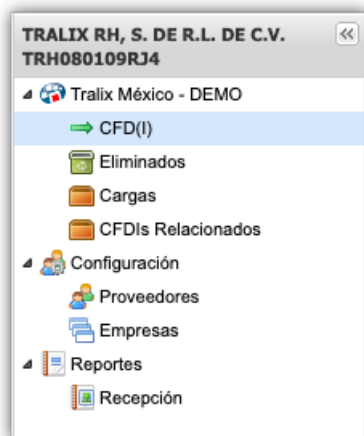 TRALIX RH, S. DE R.L. DE C.V.
TRH080109RJ4
Tralix México - DEMO
CFD(I)
Eliminados
Cargas
CFDIs Relacionados
Configuración
Proveedores
Empresas
Reportes
Recepción